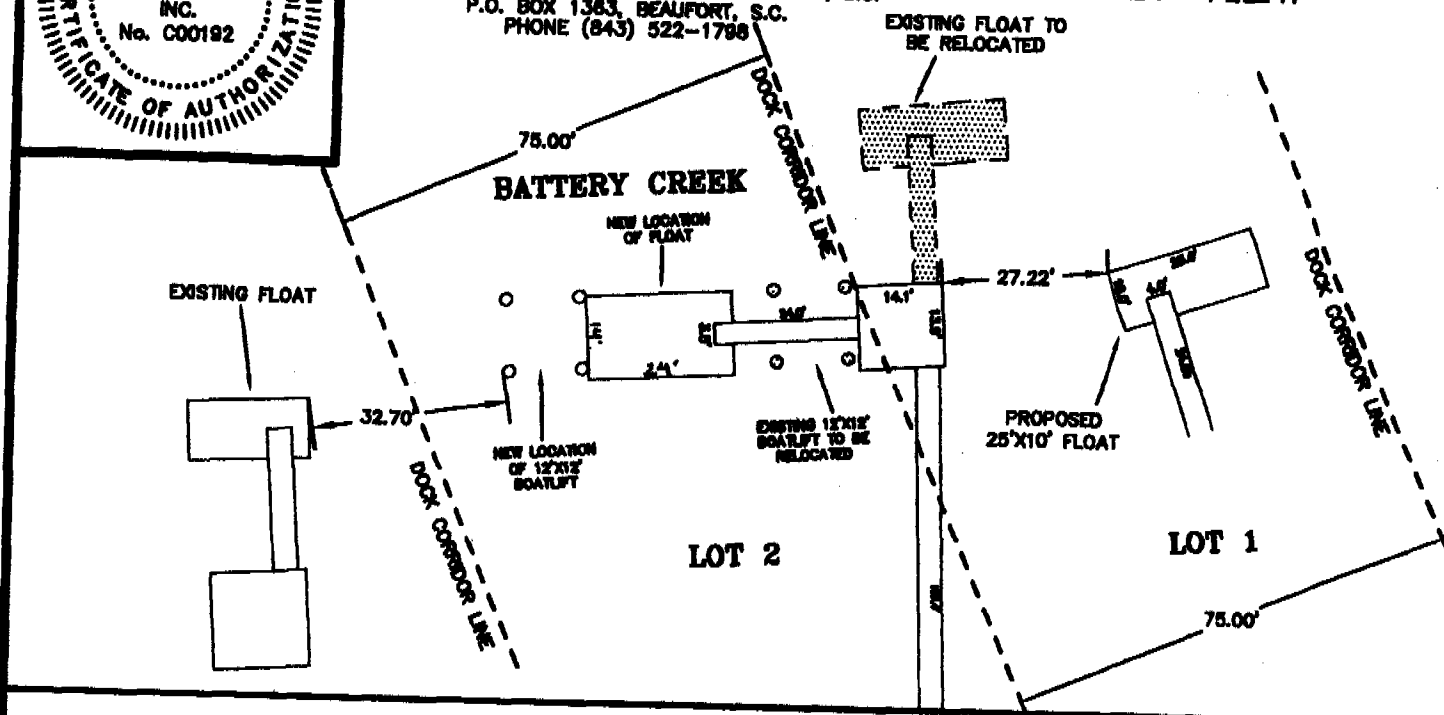 INC.
No. C00192
CERTIFICATE OF AUTHORIZATION
P.O. BOX 1363, BEAUFORT, S.C.
PHONE (843) 522-1798
EXISTING FLOAT TO
BE RELOCATED
75.00'
DOCK CORRIDOR LINE
BATTERY CREEK
NEW LOCATION
OF FLOAT
EXISTING FLOAT
27.22'
14.1'
DOCK CORRIDOR LINE
32.70'
NEW LOCATION
OF 12'X12'
BOATLIFT
EXISTING 12'X12'
BOATLIFT TO BE
RELOCATED
PROPOSED
25'X10' FLOAT
DOCK CORRIDOR LINE
LOT 2
LOT 1
75.00'